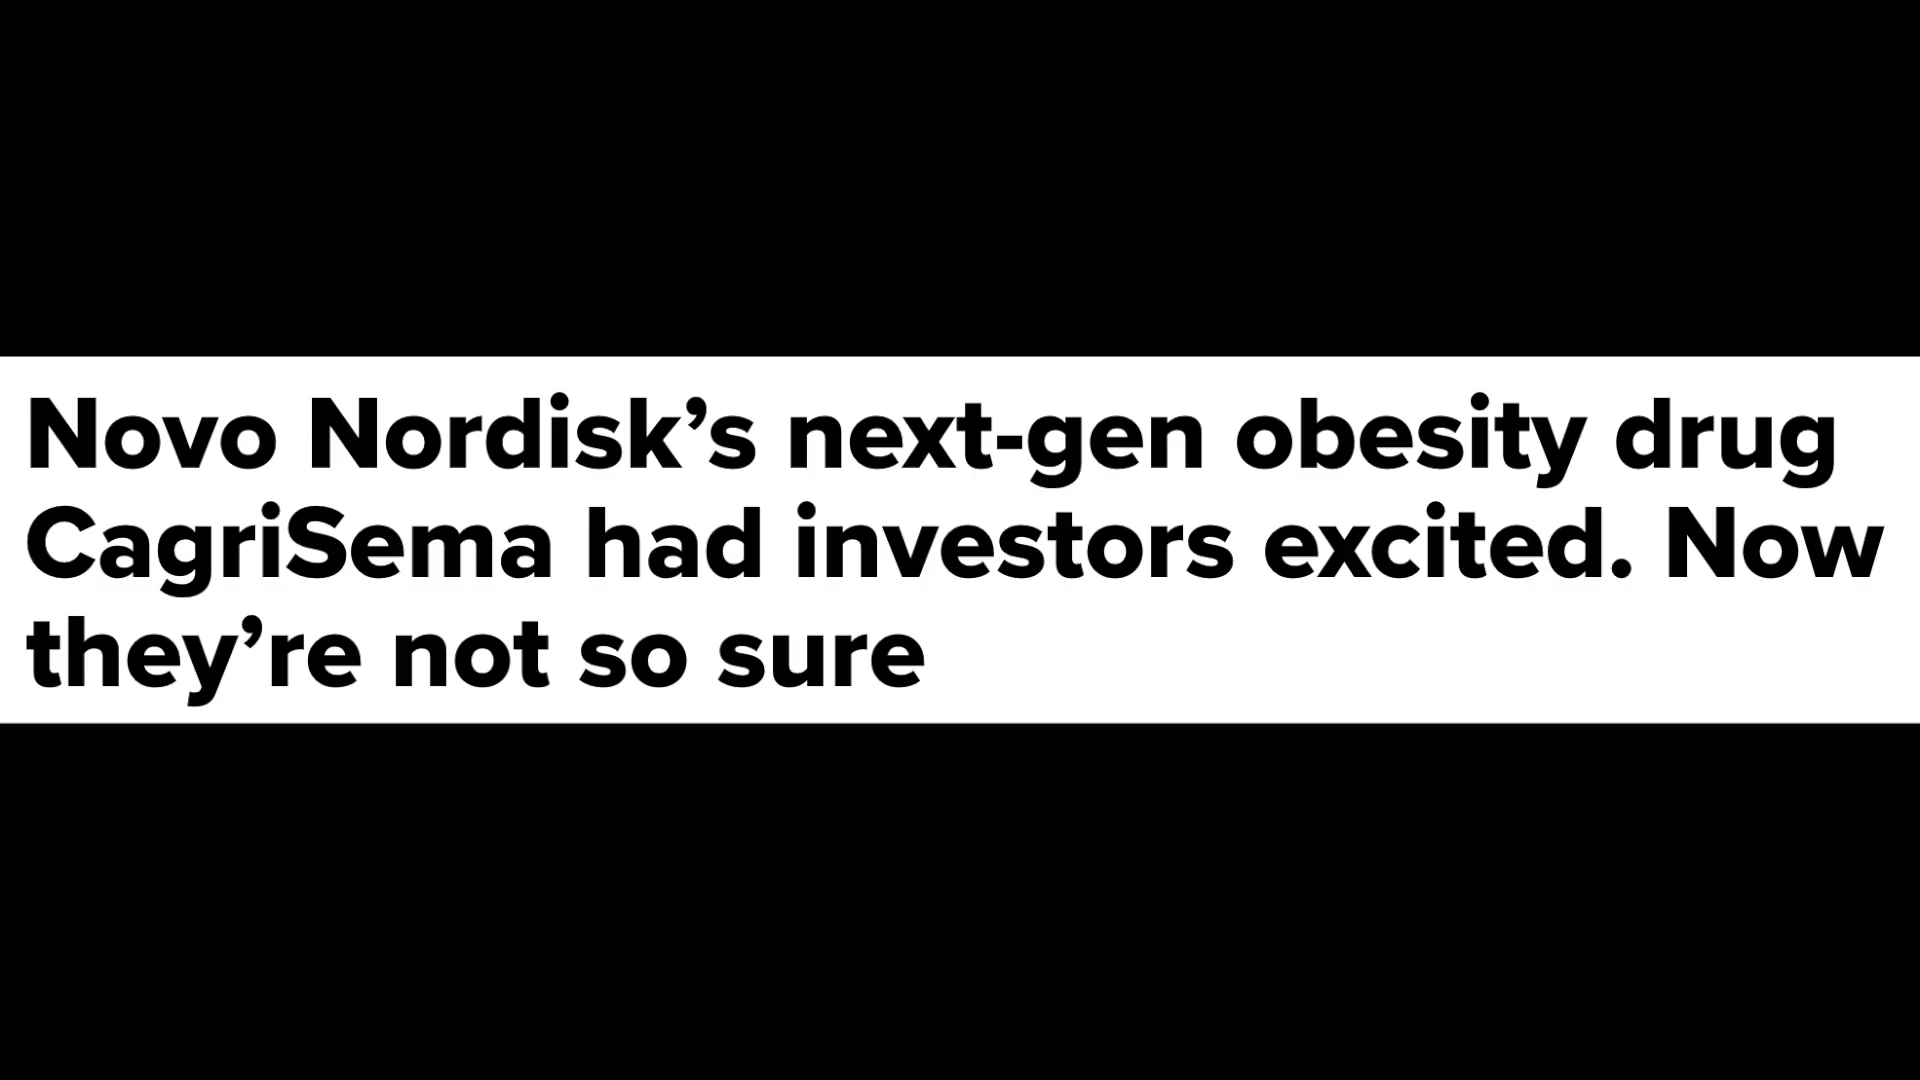 Novo Nordisk’s next-gen obesity drug
CagriSema had investors excited. Now
they’re not so sure